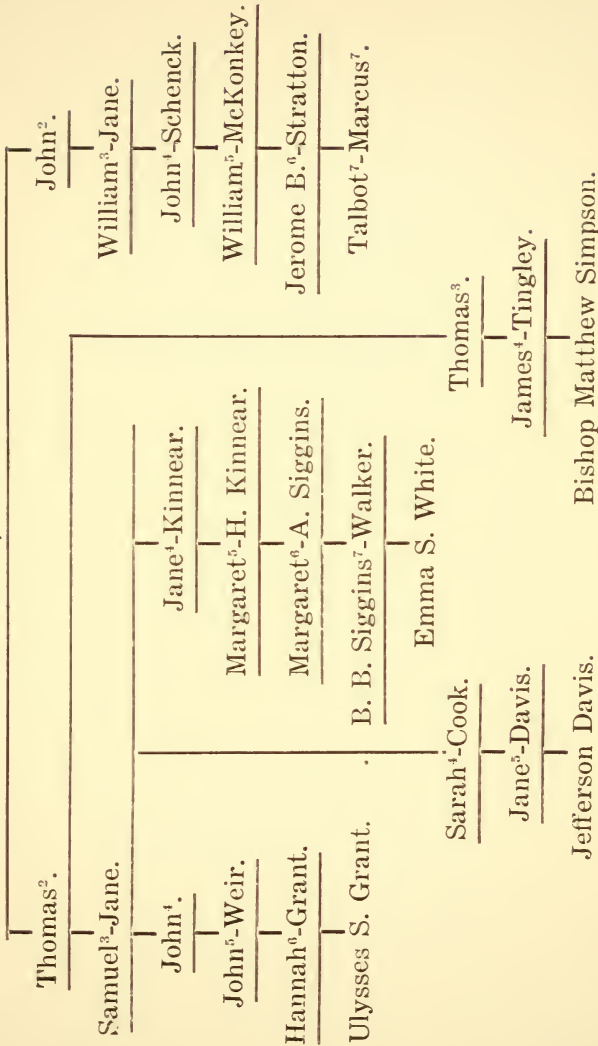 Thomas².
Samuel³-Jane.
John⁴.
John⁵-Weir.
Hannah⁶-Grant.
Ulysses S. Grant.
Sarah⁴-Cook.
Jane⁵-Davis.
Jefferson Davis.
Jane⁴-Kinnear.
Margaret⁵-H. Kinnear.
Margaret⁶-A. Siggins.
B. B. Siggins⁷-Walker.
Emma S. White.
Thomas³.
James⁴-Tingley.
Bishop Matthew Simpson.
John².
William³-Jane.
John⁴-Schenck.
William⁵-McKonkey.
Jerome B.⁶-Stratton.
Talbot⁷-Marcus⁷.